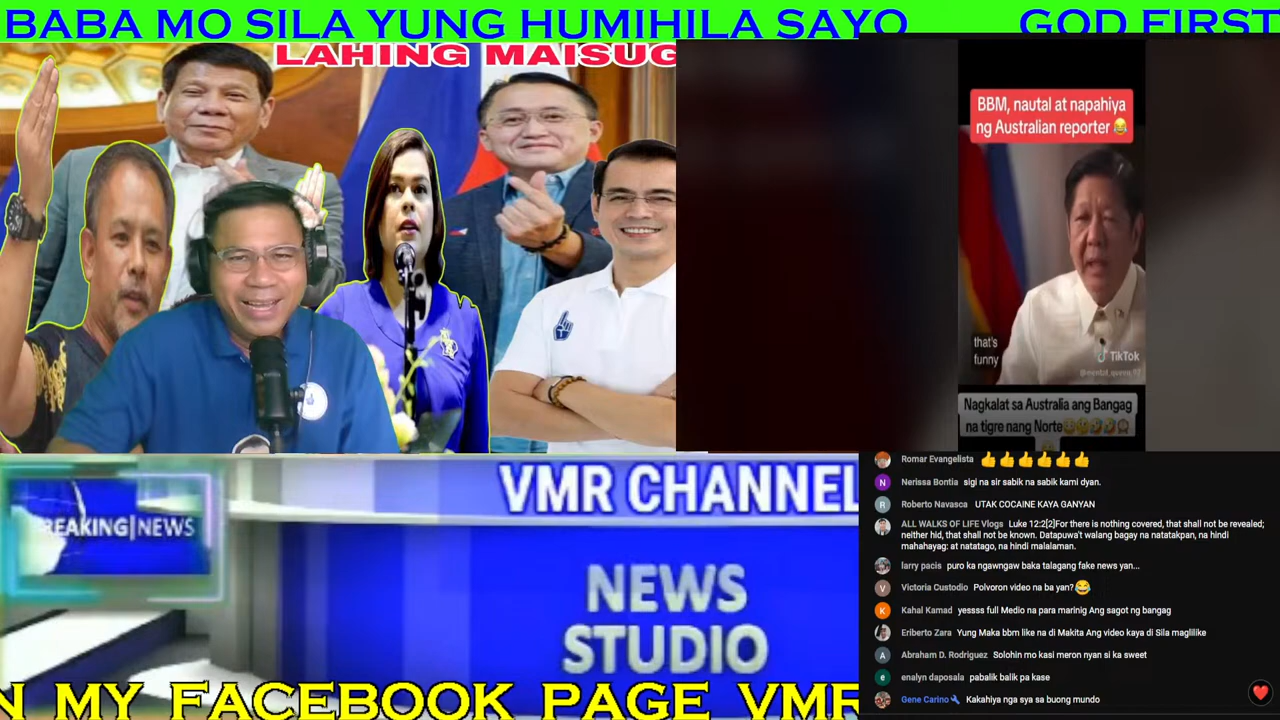 BABA MO SILA YUNG HUMIHILA SAYO GOD FIRST
LAHING MAISUG
BBM, nautal at napahiya
ng Australian reporter 😂
that's
funny
TikTok
Nagkalat sa Australia ang Bangag
na tigre nang Norte
VMR CHANNEL
REAKING|NEWS
NEWS
STUDIO
N MY FACEBOOK PAGE VMR
Romar Evangelista 👍👍👍👍👍👍
Nerissa Bontia sigi na sir sabik na sabik kami dyan.
Roberto Navasca UTAK COCAINE KAYA GANYAN
ALL WALKS OF LIFE Vlogs Luke 12:2[2]For there is nothing covered, that shall not be revealed;
neither hid, that shall not be known. Datapuwa't walang bagay na natatakpan, na hindi
mahahayag: at natatago, na hindi malalaman.
larry pacis puro ka ngawngaw baka talagang fake news yan...
Victoria Custodio Polvoron video na ba yan?😂
Kahal Kamad yessss full Medio na para marinig Ang sagot ng bangag
Eriberto Zara Yung Maka bbm like na di Makita Ang video kaya di Sila maglilike
Abraham D. Rodriguez Solohin mo kasi meron nyan si ka sweet
enalyn daposala pabalik balik pa kase
Gene Carino🔧 Kakahiya nga sya sa buong mundo